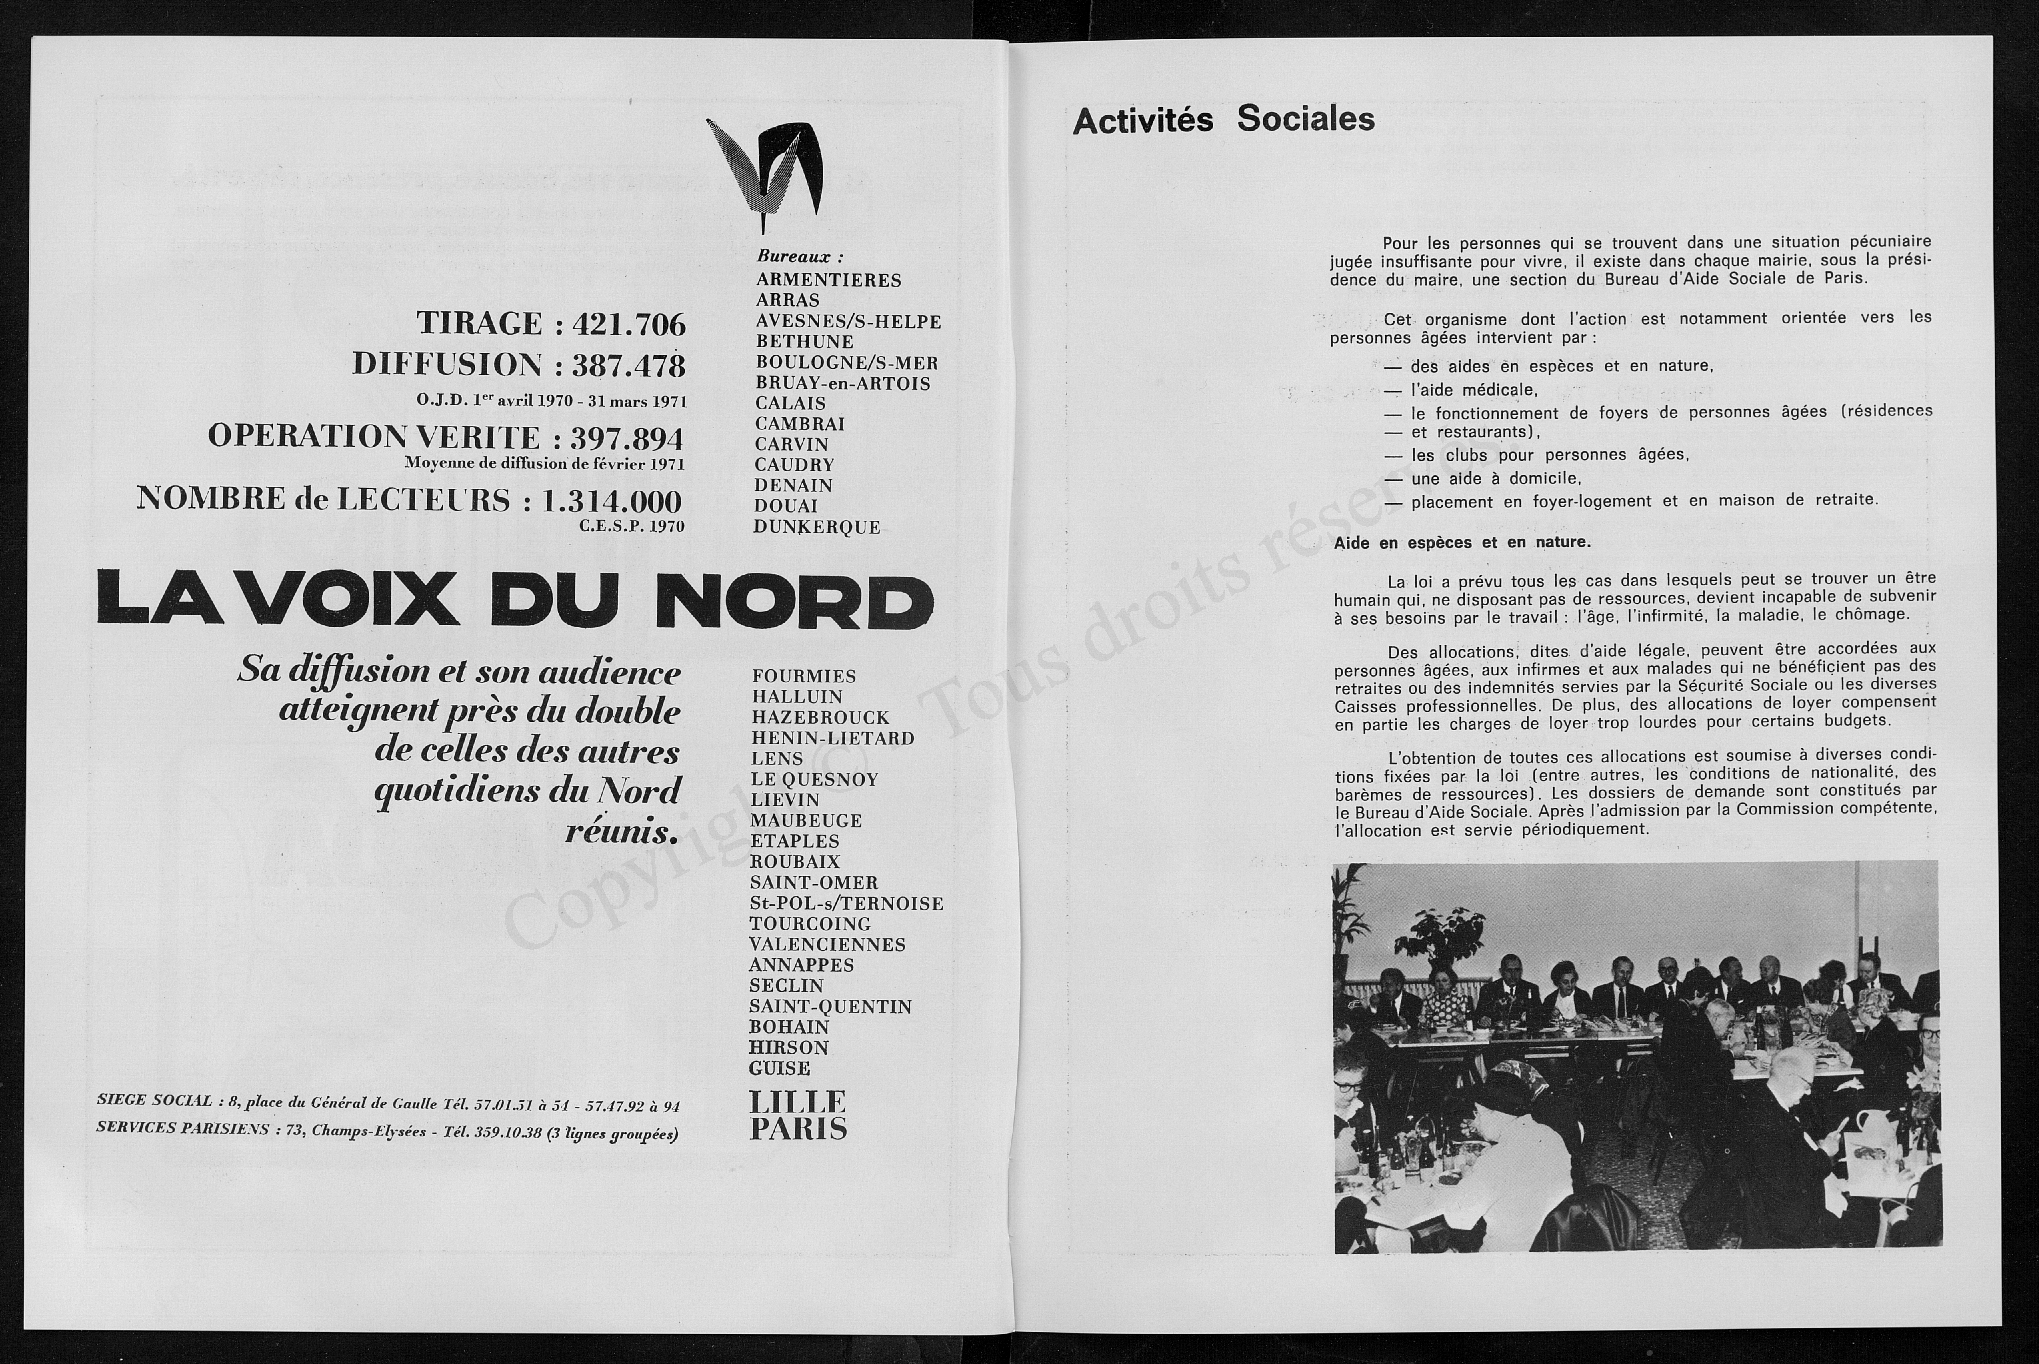 Bureaux :
ARMENTIERES
ARRAS
AVESNES/S-HELPE
BETHUNE
BOULOGNE/S-MER
BRUAY-en-ARTOIS
CALAIS
CAMBRAI
CARVIN
CAUDRY
DENAIN
DOUAI
DUNKERQUE
TIRAGE : 421.706
DIFFUSION : 387.478
O.J.D. 1er avril 1970 - 31 mars 1971
OPERATION VERITE : 397.894
Moyenne de diffusion de février 1971
NOMBRE de LECTEURS : 1.314.000
C.E.S.P. 1970
LA VOIX DU NORD
Sa diffusion et son audience
atteignent près du double
de celles des autres
quotidiens du Nord
réunis.
FOURMIES
HALLUIN
HAZEBROUCK
HENIN-LIETARD
LENS
LE QUESNOY
LIEVIN
MAUBEUGE
ETAPLES
ROUBAIX
SAINT-OMER
St-POL-s/TERNOISE
TOURCOING
VALENCIENNES
ANNAPPES
SECLIN
SAINT-QUENTIN
BOHAIN
HIRSON
GUISE
LILLE
PARIS
SIEGE SOCIAL : 8, place du Général de Gaulle Tél. 57.01.51 à 54 - 57.47.92 à 94
SERVICES PARISIENS : 73, Champs-Elysées - Tél. 359.10.38 (3 lignes groupées)
Activités Sociales
Pour les personnes qui se trouvent dans une situation pécuniaire
jugée insuffisante pour vivre, il existe dans chaque mairie, sous la prési-
dence du maire, une section du Bureau d'Aide Sociale de Paris.
Cet organisme dont l'action est notamment orientée vers les
personnes âgées intervient par :
— des aides en espèces et en nature,
— l'aide médicale,
— le fonctionnement de foyers de personnes âgées (résidences
— et restaurants),
— les clubs pour personnes âgées,
— une aide à domicile,
— placement en foyer-logement et en maison de retraite.
Aide en espèces et en nature.
La loi a prévu tous les cas dans lesquels peut se trouver un être
humain qui, ne disposant pas de ressources, devient incapable de subvenir
à ses besoins par le travail : l'âge, l'infirmité, la maladie, le chômage.
Des allocations, dites d'aide légale, peuvent être accordées aux
personnes âgées, aux infirmes et aux malades qui ne bénéficient pas des
retraites ou des indemnités servies par la Sécurité Sociale ou les diverses
Caisses professionnelles. De plus, des allocations de loyer compensent
en partie les charges de loyer trop lourdes pour certains budgets.
L'obtention de toutes ces allocations est soumise à diverses condi-
tions fixées par la loi (entre autres, les conditions de nationalité, des
barèmes de ressources). Les dossiers de demande sont constitués par
le Bureau d'Aide Sociale. Après l'admission par la Commission compétente,
l'allocation est servie périodiquement.
Copyright © Tous droits réservés.